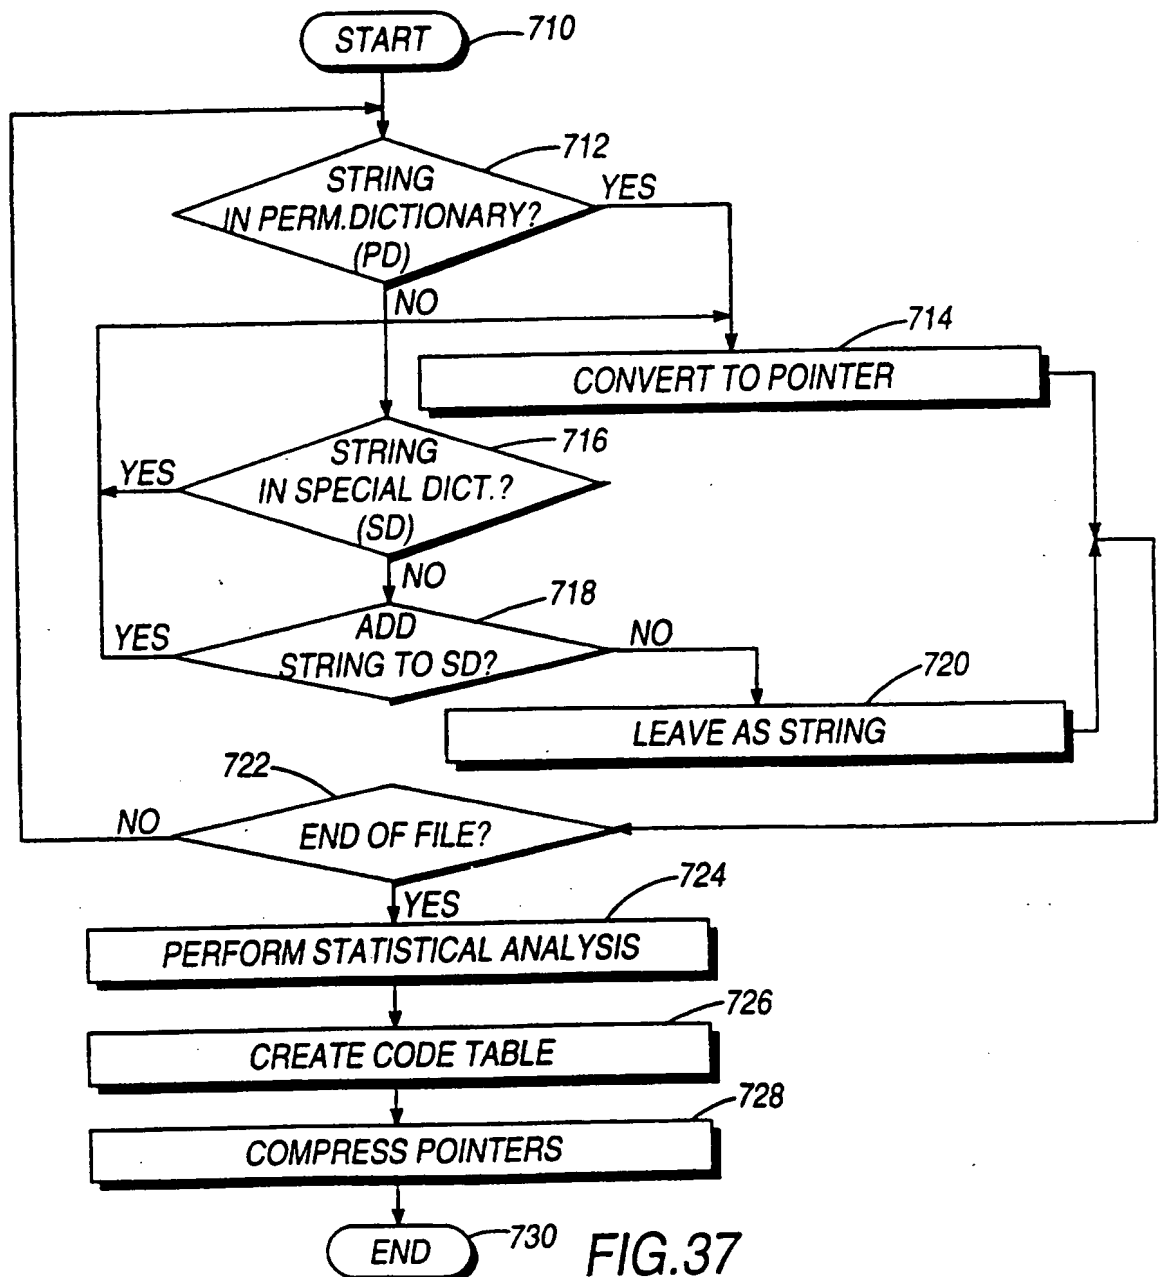 START
710
712
STRING
IN PERM.DICTIONARY?
(PD)
YES
NO
714
CONVERT TO POINTER
716
STRING
IN SPECIAL DICT.?
(SD)
YES
NO
718
ADD
STRING TO SD?
YES
NO
720
LEAVE AS STRING
722
END OF FILE?
NO
YES
724
PERFORM STATISTICAL ANALYSIS
726
CREATE CODE TABLE
728
COMPRESS POINTERS
END
730
FIG.37